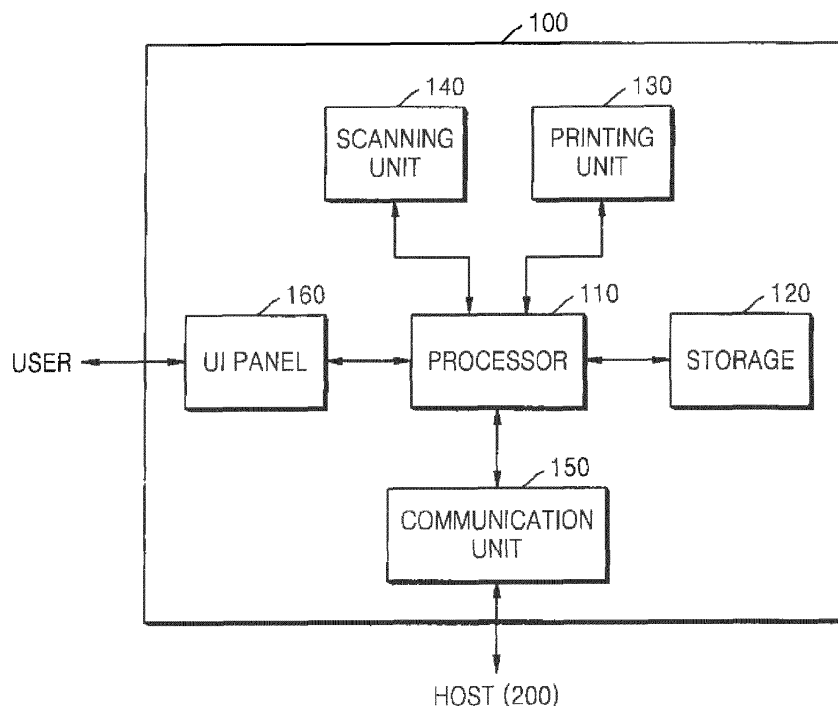 100
140
130
SCANNING
UNIT
PRINTING
UNIT
160
110
120
USER
UI PANEL
PROCESSOR
STORAGE
150
COMMUNICATION
UNIT
HOST (200)